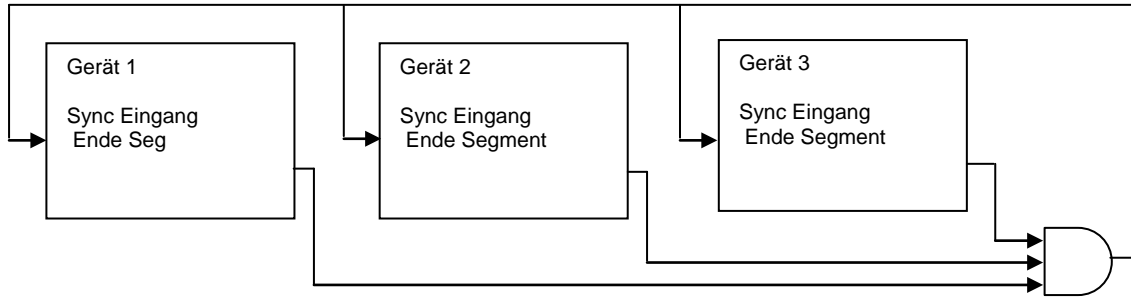 Gerät 1
Sync Eingang
Ende Seg
Gerät 2
Sync Eingang
Ende Segment
Gerät 3
Sync Eingang
Ende Segment